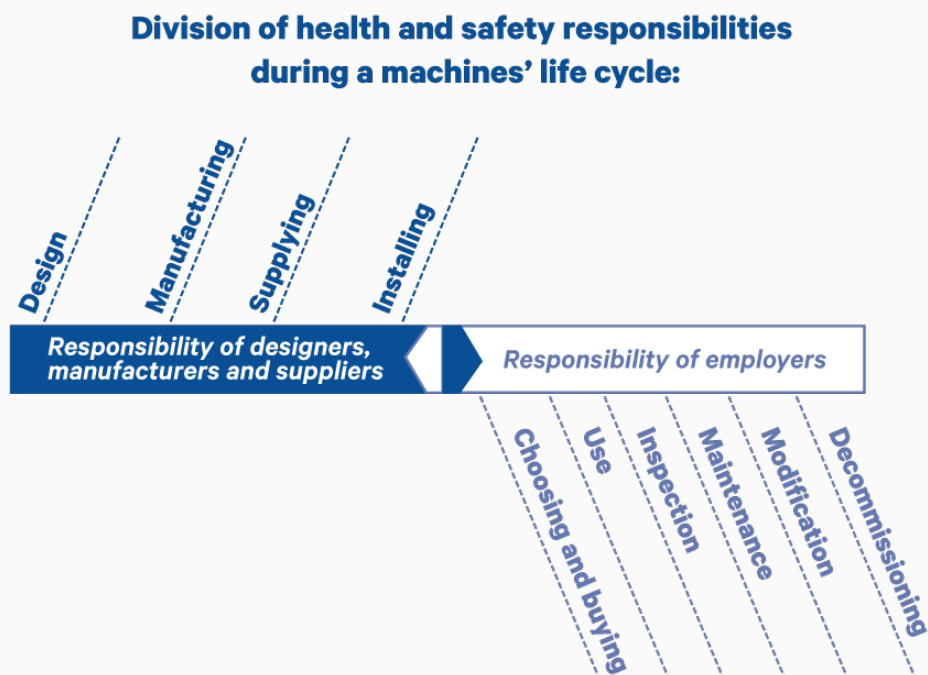 Division of health and safety responsibilities
during a machines’ life cycle:
Design
Manufacturing
Supplying
Installing
Responsibility of designers,
manufacturers and suppliers
Responsibility of employers
Choosing and buying
Use
Inspection
Maintenance
Modification
Decommissioning